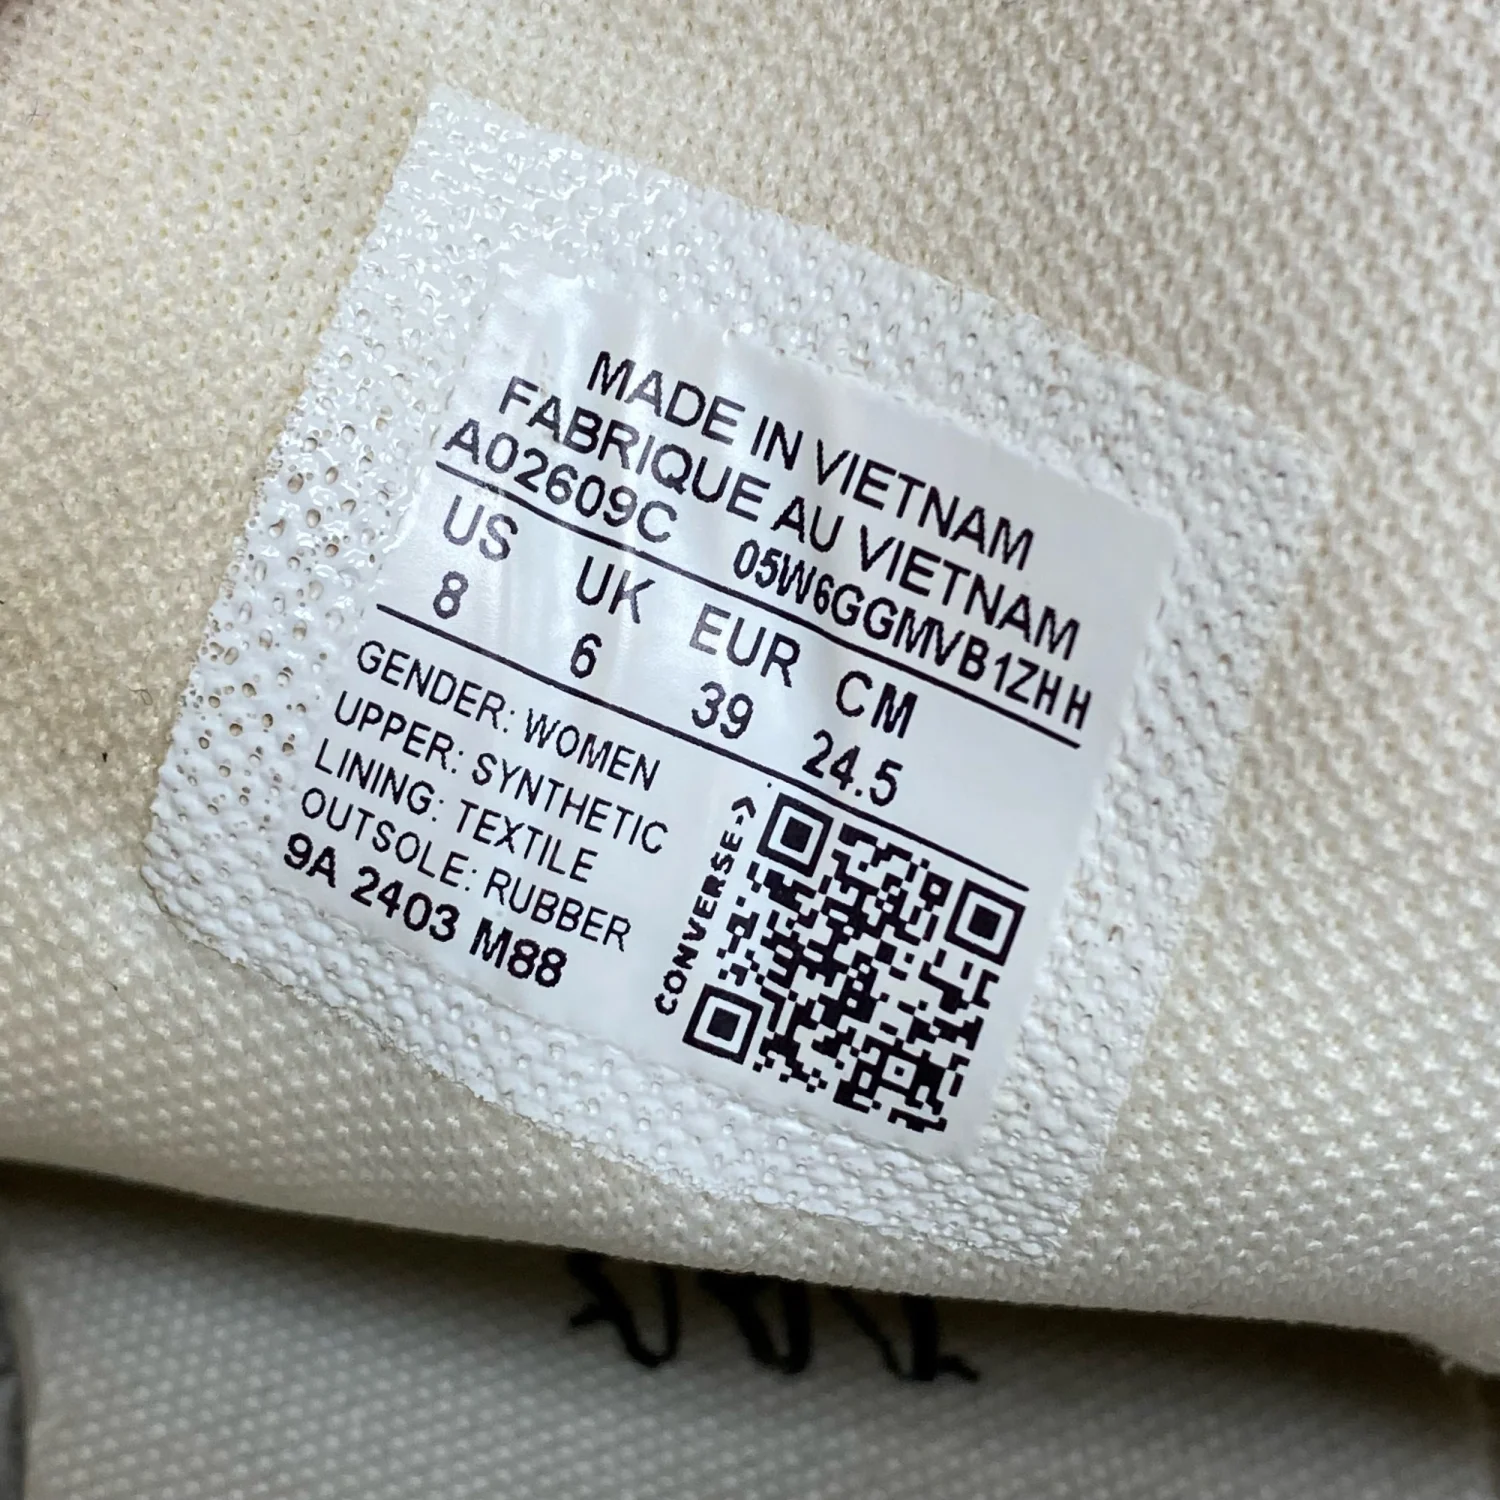 MADE IN VIETNAM
FABRIQUE AU VIETNAM
A02609C 05W6GGMVB1ZH H
US UK EUR CM
8 6 39 24.5
GENDER: WOMEN
UPPER: SYNTHETIC
LINING: TEXTILE
OUTSOLE: RUBBER
9A 2403 M88
CONVERSE >